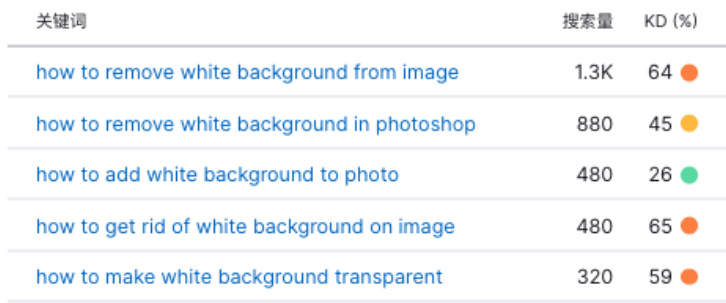 关键词 搜索量 KD (%)
how to remove white background from image 1.3K 64
how to remove white background in photoshop 880 45
how to add white background to photo 480 26
how to get rid of white background on image 480 65
how to make white background transparent 320 59